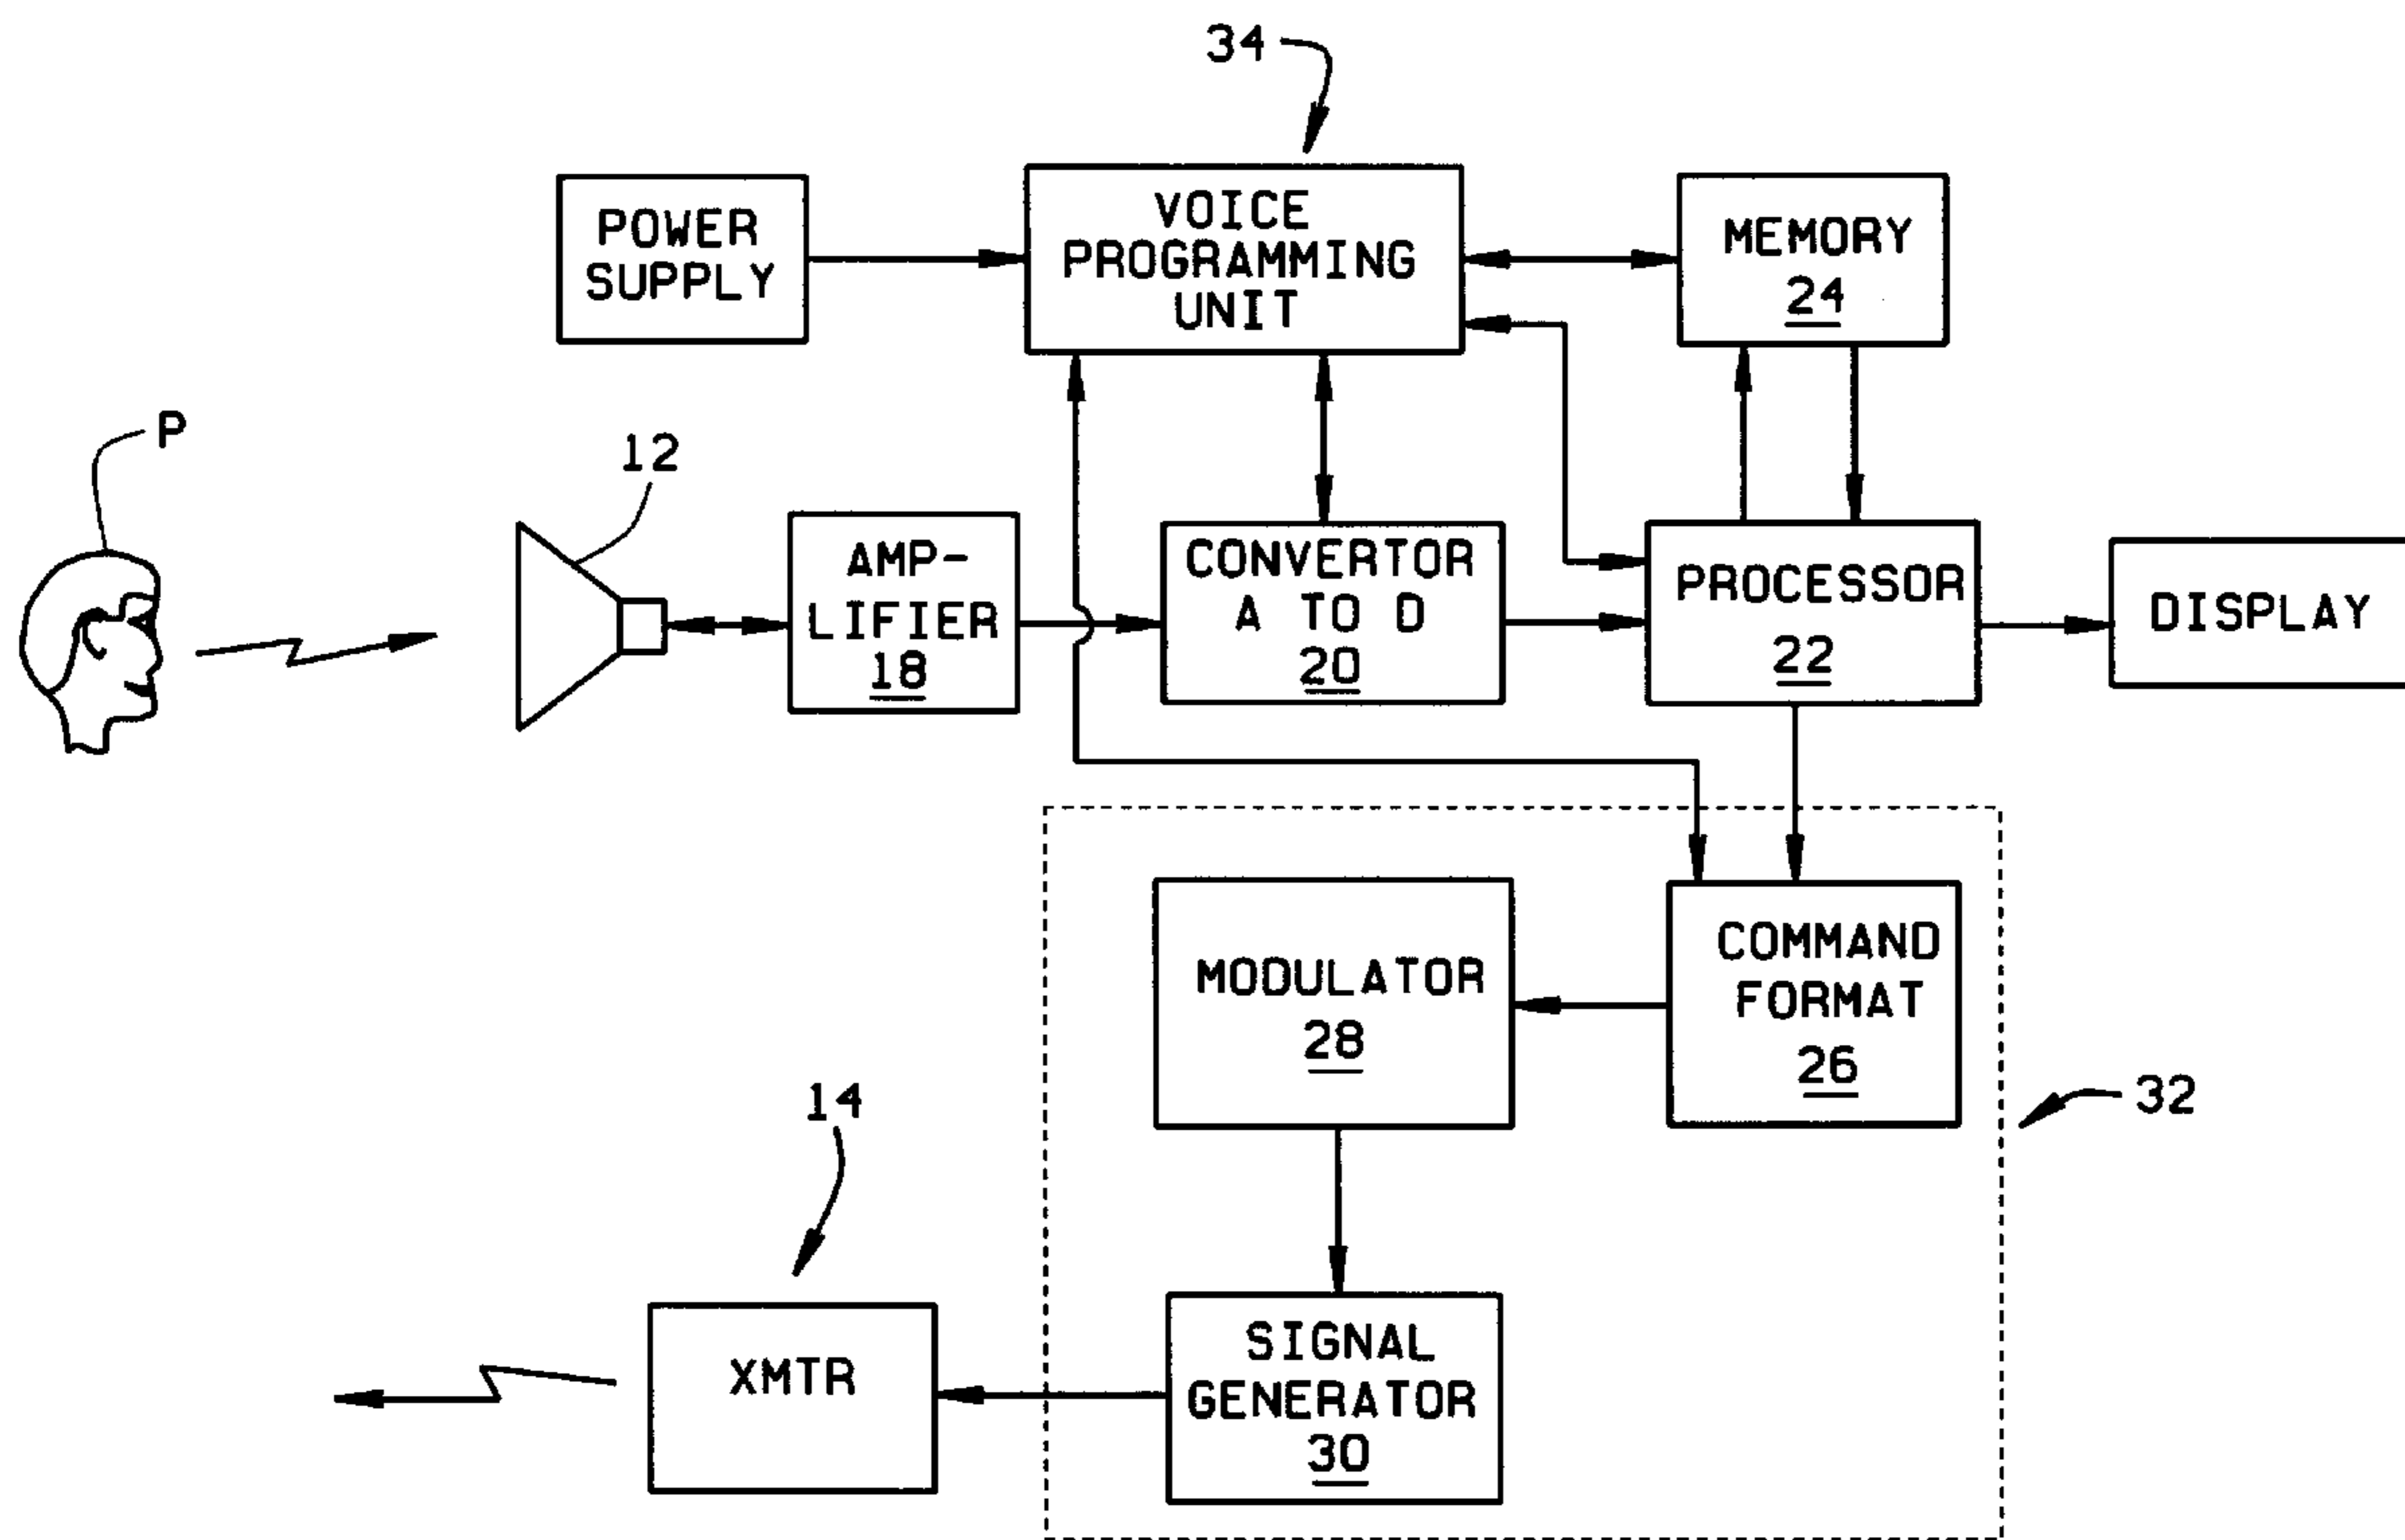 34
POWER
SUPPLY
VOICE
PROGRAMMING
UNIT
MEMORY
24
P
12
AMP-
LIFIER
18
CONVERTOR
A TO D
20
PROCESSOR
22
DISPLAY
MODULATOR
28
COMMAND
FORMAT
26
32
14
XMTR
SIGNAL
GENERATOR
30